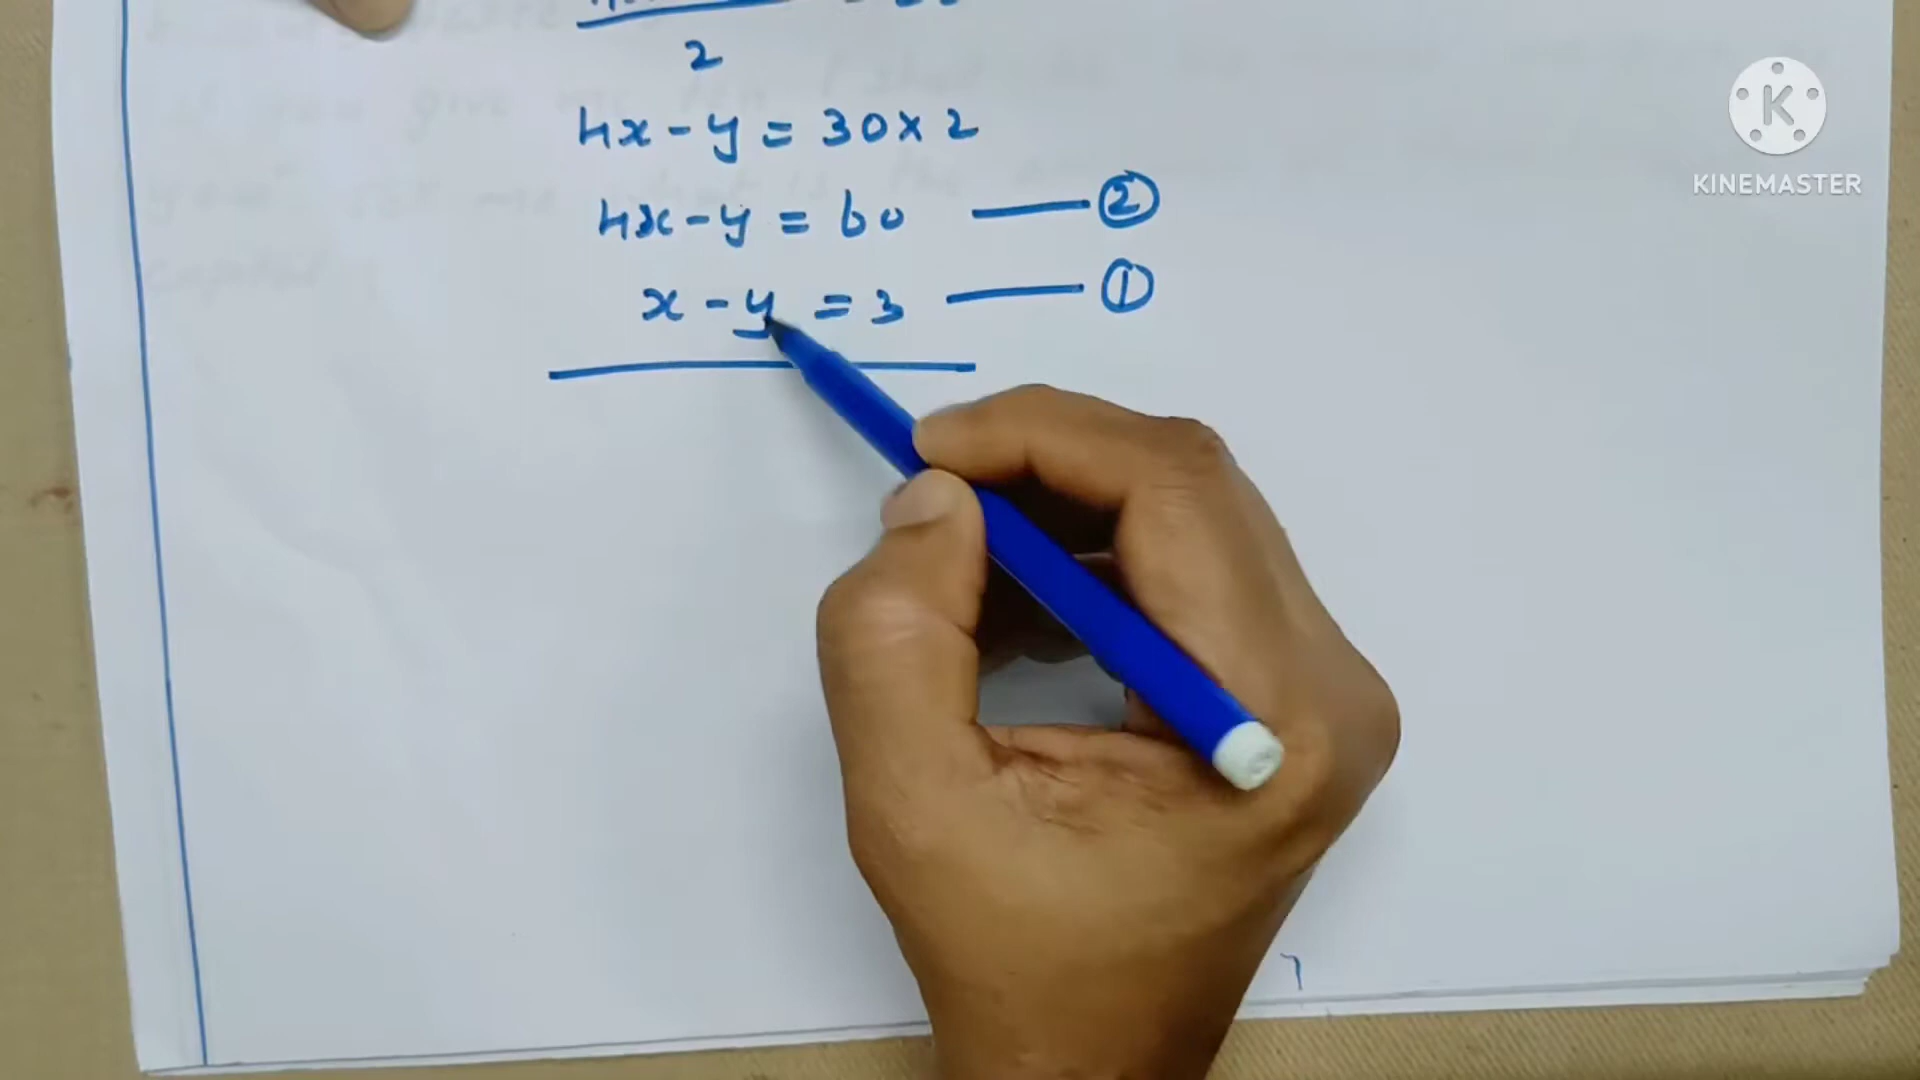 2
4x - y = 30 x 2
4x - y = 60 —— ②
x - y = 3 —— ①
K
KINEMASTER